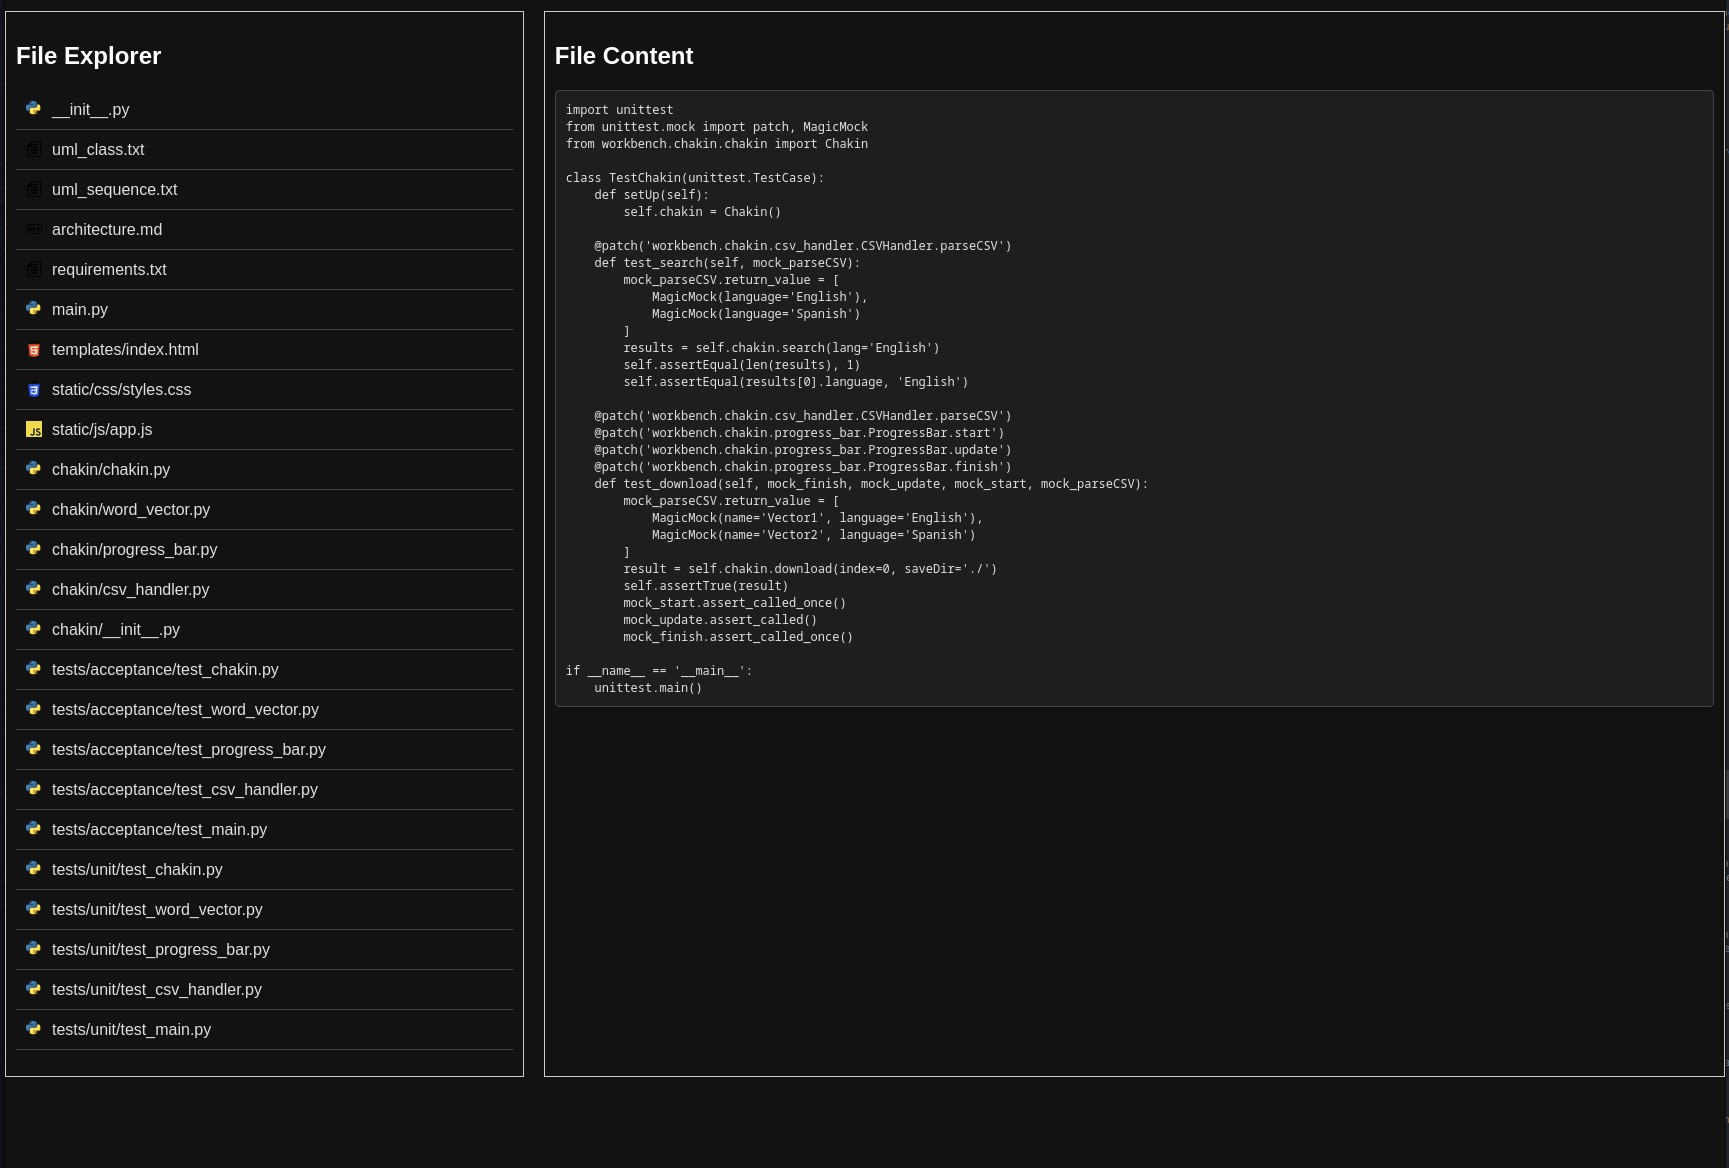 File Explorer
__init__.py
uml_class.txt
uml_sequence.txt
architecture.md
requirements.txt
main.py
templates/index.html
static/css/styles.css
static/js/app.js
chakin/chakin.py
chakin/word_vector.py
chakin/progress_bar.py
chakin/csv_handler.py
chakin/__init__.py
tests/acceptance/test_chakin.py
tests/acceptance/test_word_vector.py
tests/acceptance/test_progress_bar.py
tests/acceptance/test_csv_handler.py
tests/acceptance/test_main.py
tests/unit/test_chakin.py
tests/unit/test_word_vector.py
tests/unit/test_progress_bar.py
tests/unit/test_csv_handler.py
tests/unit/test_main.py
File Content
import unittest
from unittest.mock import patch, MagicMock
from workbench.chakin.chakin import Chakin

class TestChakin(unittest.TestCase):
    def setUp(self):
        self.chakin = Chakin()

    @patch('workbench.chakin.csv_handler.CSVHandler.parseCSV')
    def test_search(self, mock_parseCSV):
        mock_parseCSV.return_value = [
            MagicMock(language='English'),
            MagicMock(language='Spanish')
        ]
        results = self.chakin.search(lang='English')
        self.assertEqual(len(results), 1)
        self.assertEqual(results[0].language, 'English')

    @patch('workbench.chakin.csv_handler.CSVHandler.parseCSV')
    @patch('workbench.chakin.progress_bar.ProgressBar.start')
    @patch('workbench.chakin.progress_bar.ProgressBar.update')
    @patch('workbench.chakin.progress_bar.ProgressBar.finish')
    def test_download(self, mock_finish, mock_update, mock_start, mock_parseCSV):
        mock_parseCSV.return_value = [
            MagicMock(name='Vector1', language='English'),
            MagicMock(name='Vector2', language='Spanish')
        ]
        result = self.chakin.download(index=0, saveDir='./')
        self.assertTrue(result)
        mock_start.assert_called_once()
        mock_update.assert_called()
        mock_finish.assert_called_once()

if __name__ == '__main__':
    unittest.main()